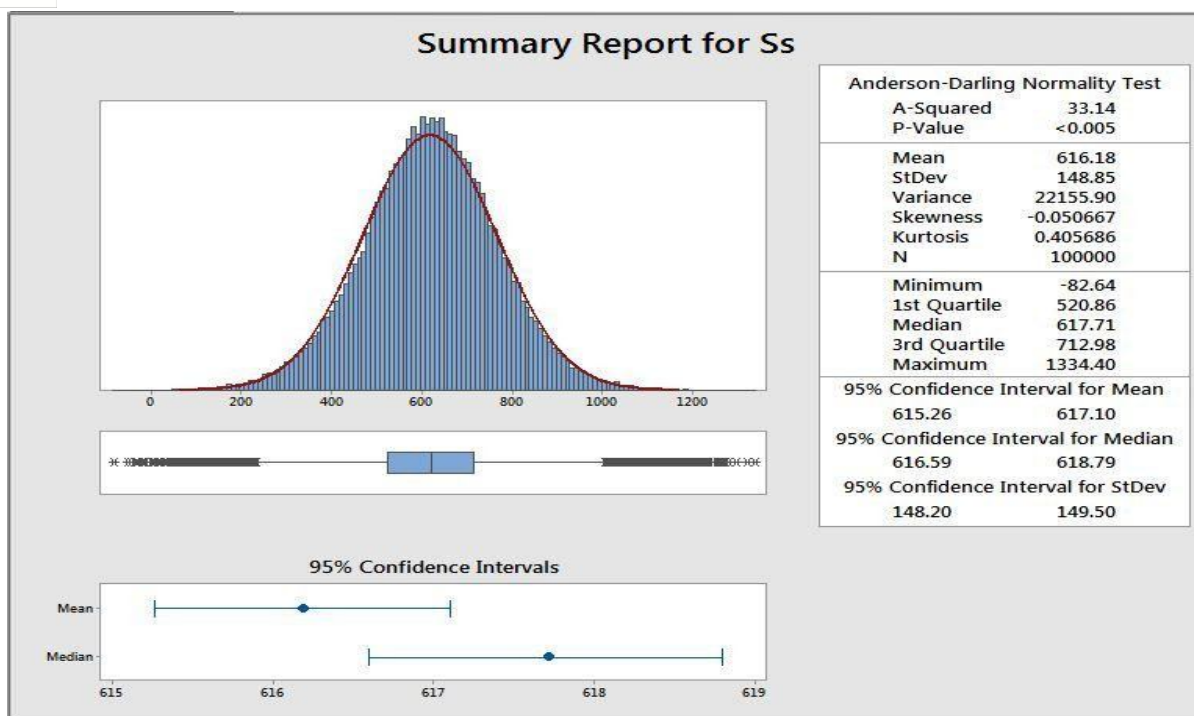 Summary Report for Ss
Anderson-Darling Normality Test
A-Squared 33.14
P-Value <0.005
Mean 616.18
StDev 148.85
Variance 22155.90
Skewness -0.050667
Kurtosis 0.405686
N 100000
Minimum -82.64
1st Quartile 520.86
Median 617.71
3rd Quartile 712.98
Maximum 1334.40
95% Confidence Interval for Mean
615.26 617.10
95% Confidence Interval for Median
616.59 618.79
95% Confidence Interval for StDev
148.20 149.50
0 200 400 600 800 1000 1200
95% Confidence Intervals
Mean
Median
615 616 617 618 619